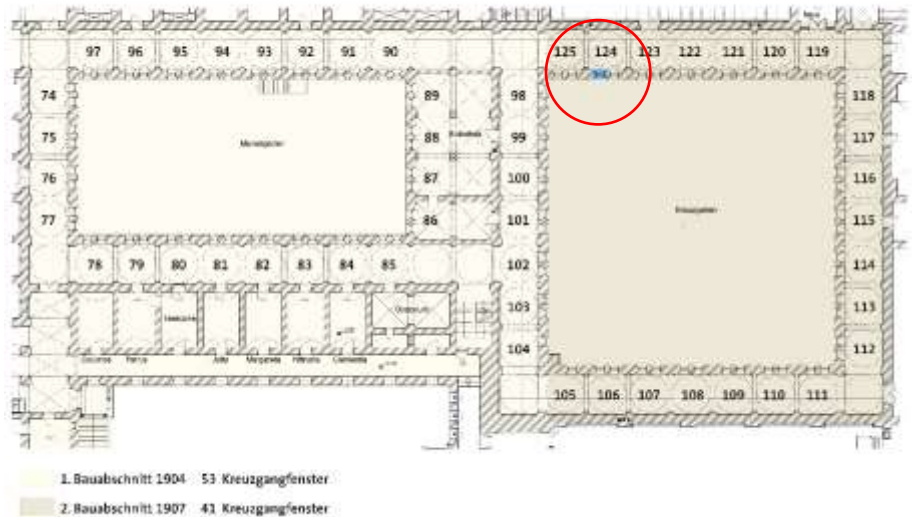 97 96 95 94 93 92 91 90 125 124 123 122 121 120 119
74 89 98 118
75 88 99 117
76 87 100 116
77 86 101 115
78 79 80 81 82 83 84 85 102 114
103 113
104 112
105 106 107 108 109 110 111
1. Bauabschnitt 1904 53 Kreuzgangfenster
2. Bauabschnitt 1907 41 Kreuzgangfenster